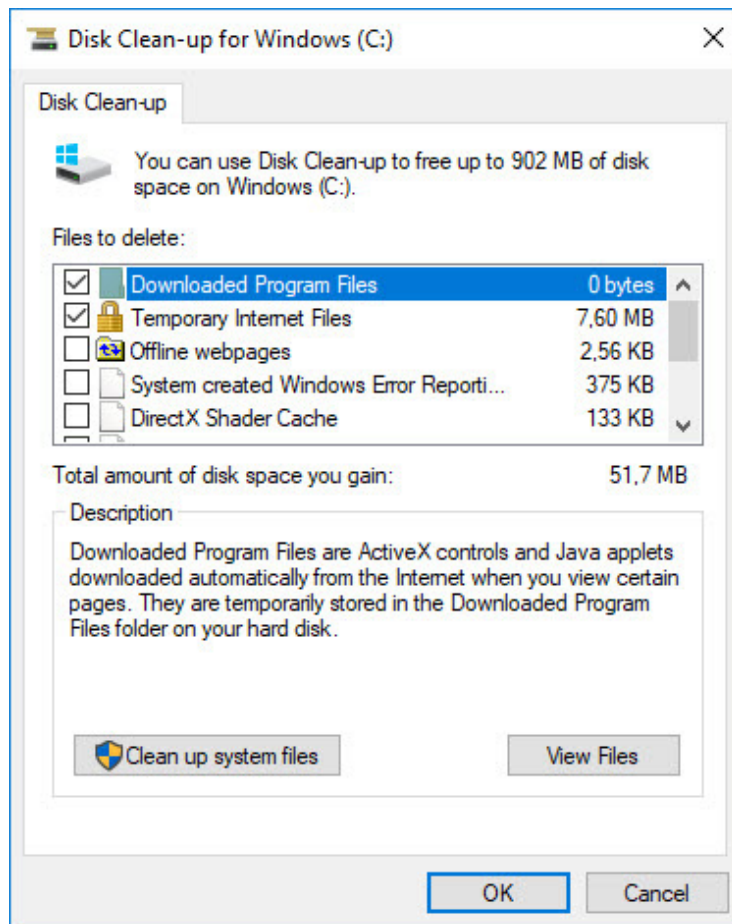 Disk Clean-up for Windows (C:)
Disk Clean-up
You can use Disk Clean-up to free up to 902 MB of disk
space on Windows (C:).
Files to delete:
Downloaded Program Files 0 bytes
Temporary Internet Files 7,60 MB
Offline webpages 2,56 KB
System created Windows Error Reporti... 375 KB
DirectX Shader Cache 133 KB
Total amount of disk space you gain: 51,7 MB
Description
Downloaded Program Files are ActiveX controls and Java applets
downloaded automatically from the Internet when you view certain
pages. They are temporarily stored in the Downloaded Program
Files folder on your hard disk.
Clean up system files View Files
OK Cancel